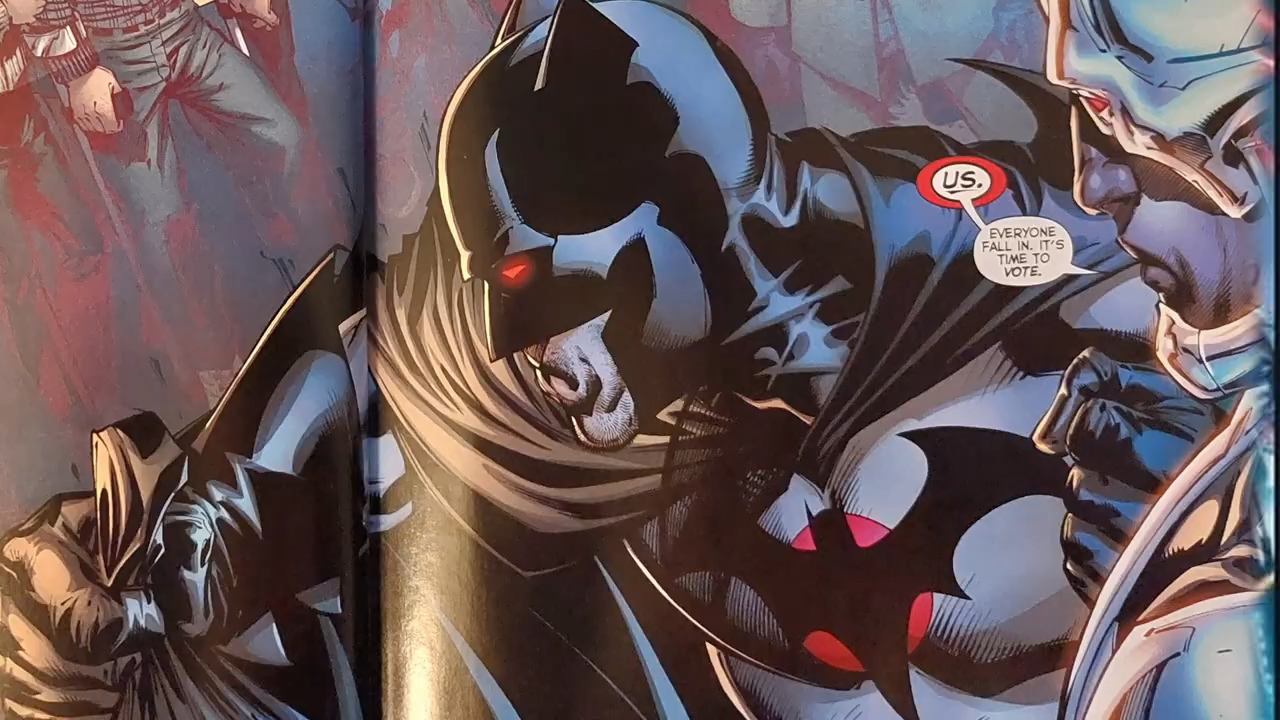 US.
EVERYONE
FALL IN. IT'S
TIME TO
VOTE.